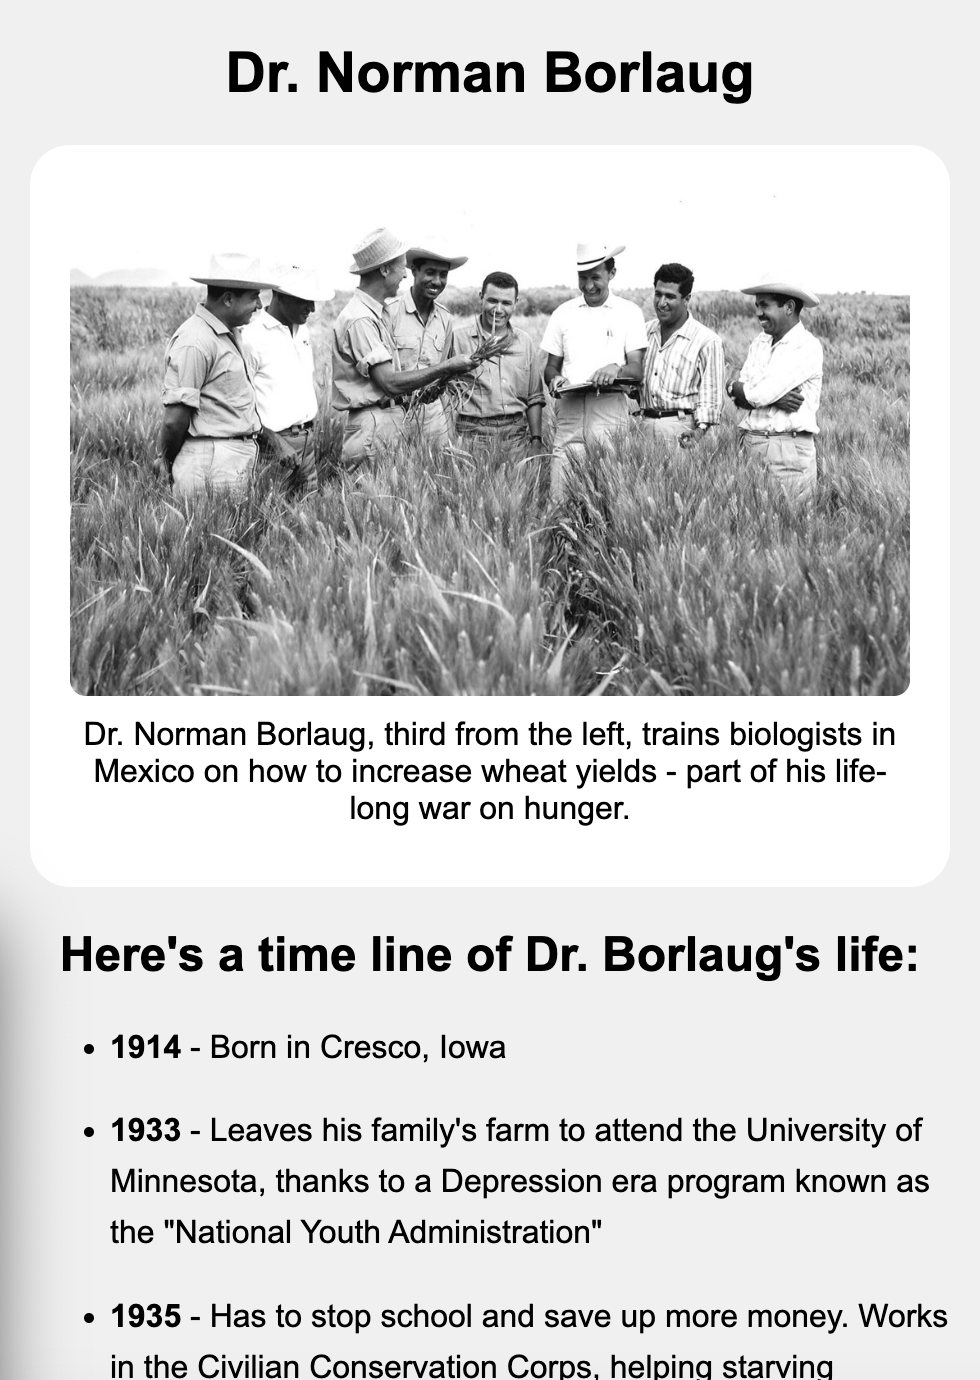 Dr. Norman Borlaug
Dr. Norman Borlaug, third from the left, trains biologists in
Mexico on how to increase wheat yields - part of his life-
long war on hunger.
Here's a time line of Dr. Borlaug's life:
• 1914 - Born in Cresco, Iowa
• 1933 - Leaves his family's farm to attend the University of
Minnesota, thanks to a Depression era program known as
the "National Youth Administration"
• 1935 - Has to stop school and save up more money. Works
in the Civilian Conservation Corps, helping starving